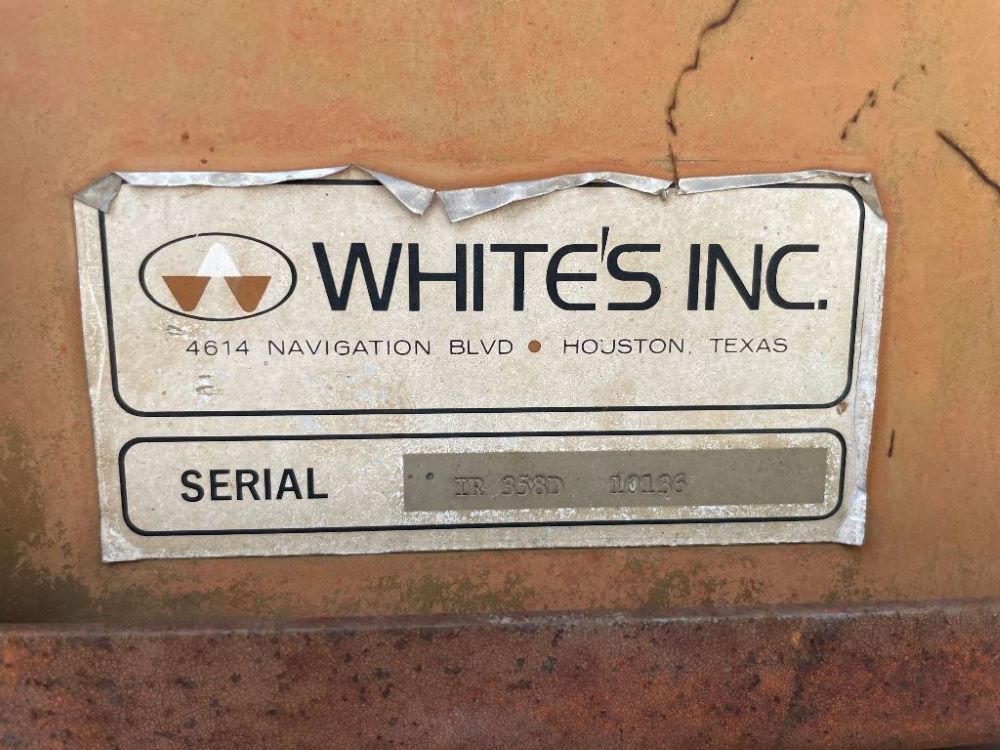 WHITE'S INC.
4614 NAVIGATION BLVD • HOUSTON, TEXAS
SERIAL IR 358D 10136